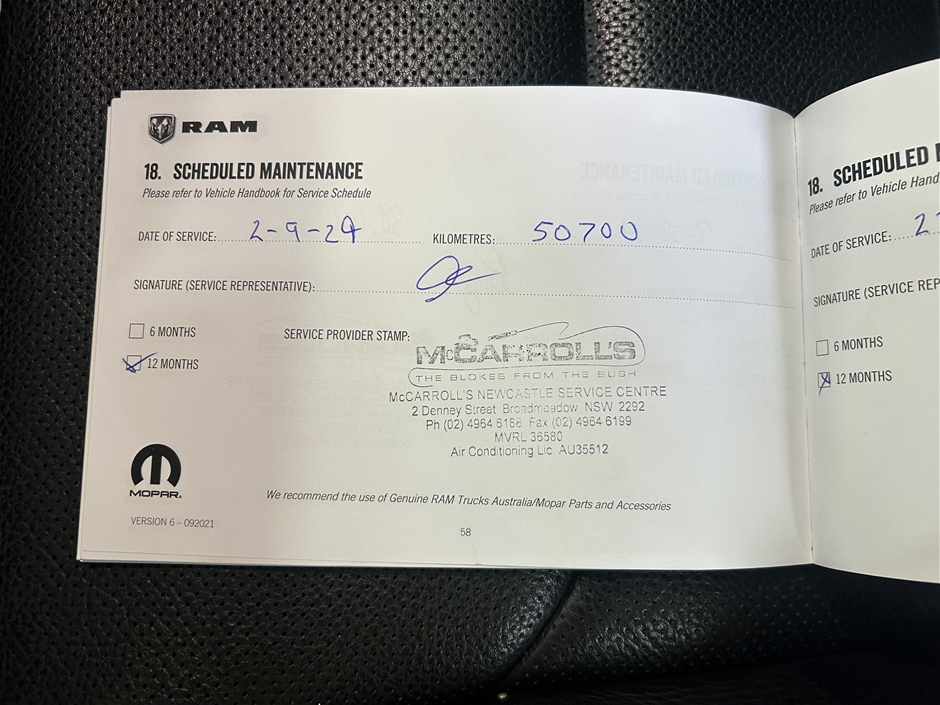 RAM
18. SCHEDULED MAINTENANCE
Please refer to Vehicle Handbook for Service Schedule
DATE OF SERVICE: 2-9-24 KILOMETRES: 50700
SIGNATURE (SERVICE REPRESENTATIVE):
6 MONTHS
12 MONTHS
SERVICE PROVIDER STAMP:
McCARROLL'S
THE BLOKES FROM THE BUSH
McCARROLL'S NEWCASTLE SERVICE CENTRE
2 Denney Street Broadmeadow NSW 2292
Ph (02) 4964 6188 Fax (02) 4964 6199
MVRL 36580
Air Conditioning Lic AU35512
MOPAR.
We recommend the use of Genuine RAM Trucks Australia/Mopar Parts and Accessories
VERSION 6 – 092021
58
18. SCHEDULED
Please refer to Vehicle Hand
DATE OF SERVICE: 2
SIGNATURE (SERVICE REP
6 MONTHS
12 MONTHS